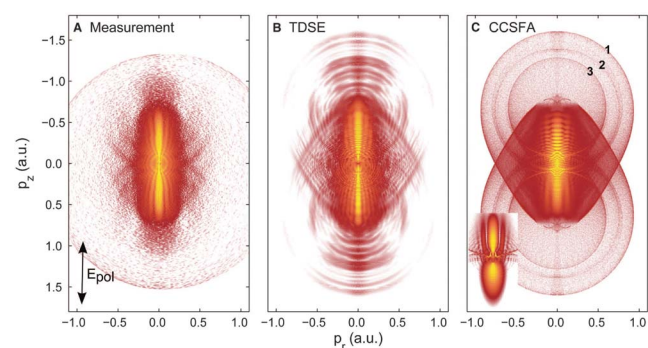 A Measurement
B TDSE
C CCSFA
-1.5
-1.0
-0.5
0.0
0.5
1.0
1.5
p_z (a.u.)
E_pol
1
2
3
-1.0 -0.5 0.0 0.5 1.0
-1.0 -0.5 0.0 0.5 1.0
-1.0 -0.5 0.0 0.5 1.0
p_r (a.u.)